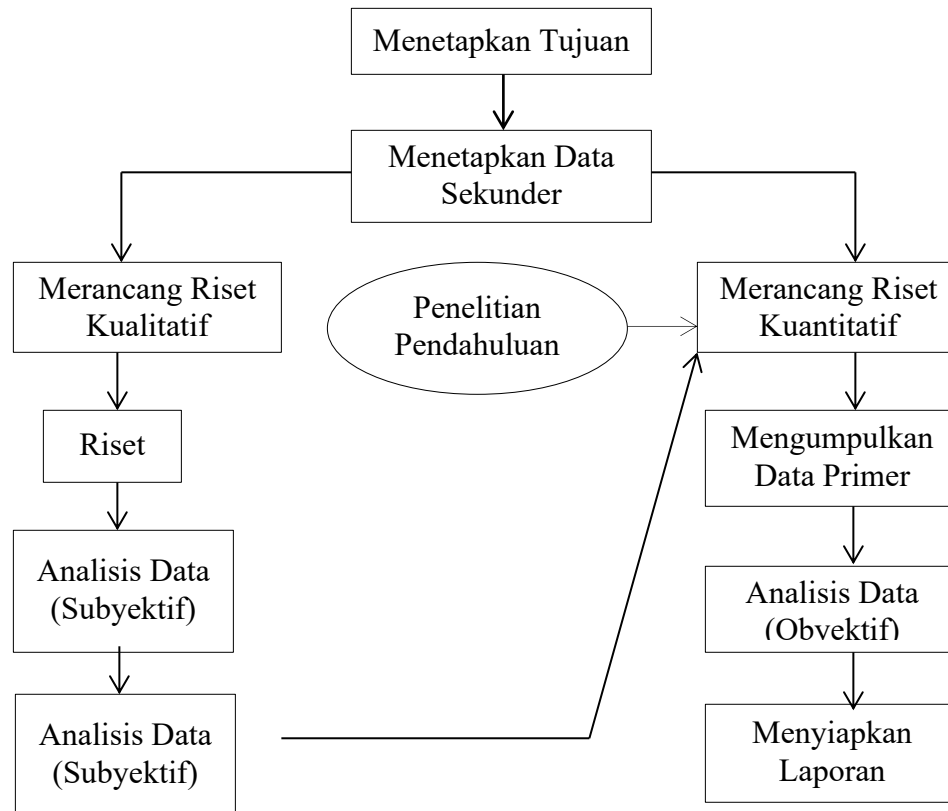 Menetapkan Tujuan
Menetapkan Data
Sekunder
Merancang Riset
Kualitatif
Penelitian
Pendahuluan
Merancang Riset
Kuantitatif
Riset
Mengumpulkan
Data Primer
Analisis Data
(Subyektif)
Analisis Data
(Obyektif)
Analisis Data
(Subyektif)
Menyiapkan
Laporan